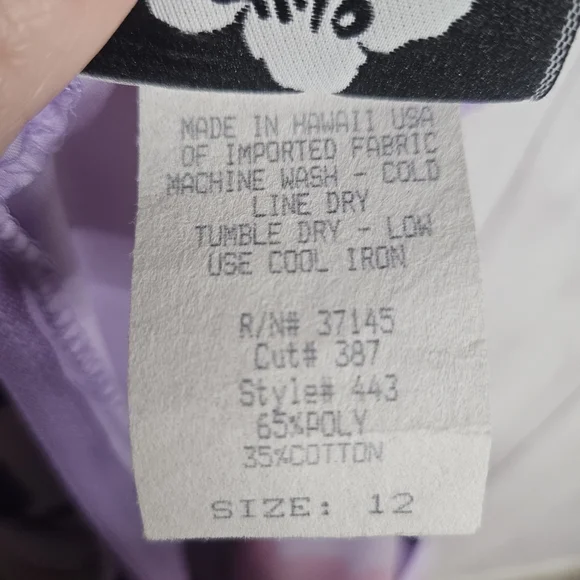 MADE IN HAWAII USA
OF IMPORTED FABRIC
MACHINE WASH - COLD
LINE DRY
TUMBLE DRY - LOW
USE COOL IRON
R/N# 37145
Cut# 387
Style# 443
65%POLY
35%COTTON
SIZE: 12